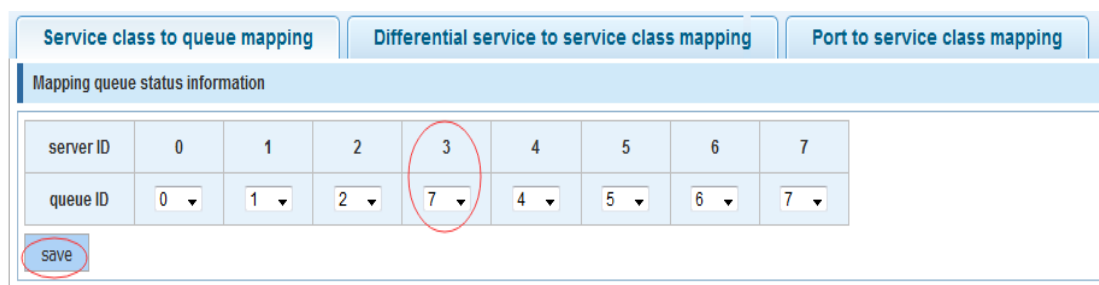 Service class to queue mapping Differential service to service class mapping Port to service class mapping
Mapping queue status information
server ID 0 1 2 3 4 5 6 7
queue ID 0 1 2 7 4 5 6 7
save